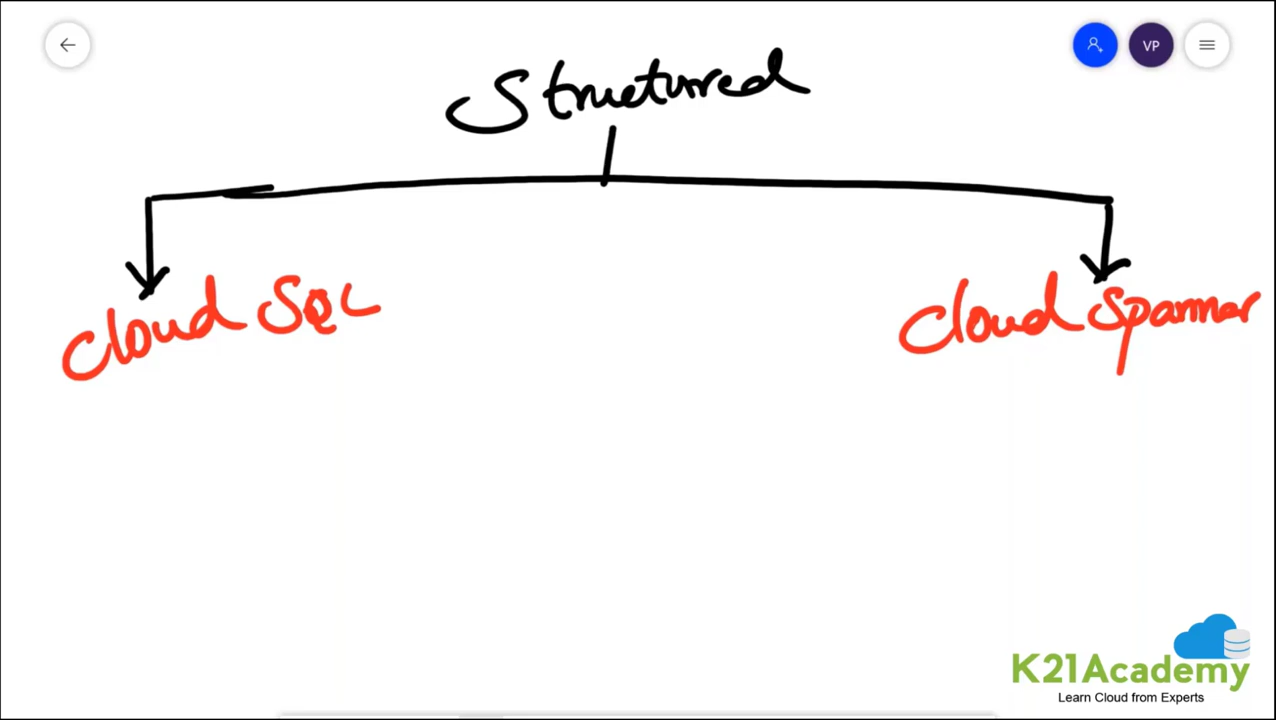 VP
Structured
Cloud SQL
Cloud Spanner
K21Academy
Learn Cloud from Experts